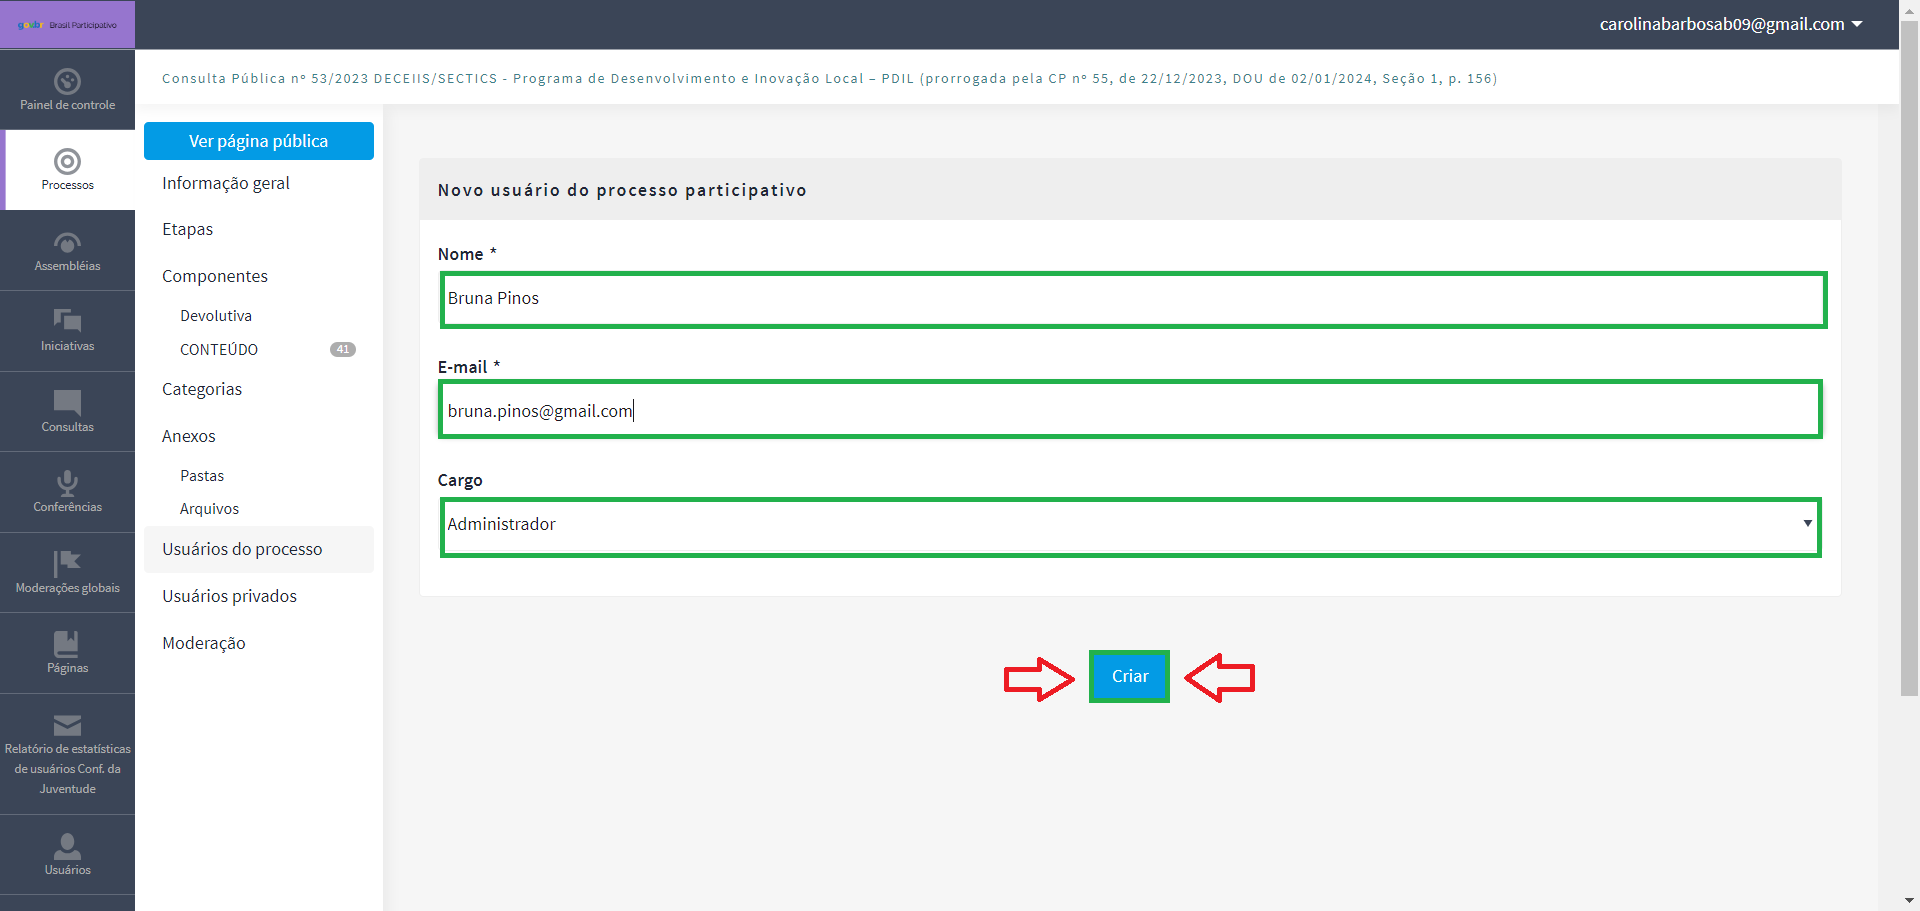 gov.br Brasil Participativo
carolinabarbosab09@gmail.com
Painel de controle
Processos
Assembléias
Iniciativas
Consultas
Conferências
Moderações globais
Páginas
Relatório de estatísticas
de usuários Conf. da
Juventude
Usuários
Consulta Pública nº 53/2023 DECEIIS/SECTICS - Programa de Desenvolvimento e Inovação Local – PDIL (prorrogada pela CP nº 55, de 22/12/2023, DOU de 02/01/2024, Seção 1, p. 156)
Ver página pública
Informação geral
Etapas
Componentes
Devolutiva
CONTEÚDO 41
Categorias
Anexos
Pastas
Arquivos
Usuários do processo
Usuários privados
Moderação
Novo usuário do processo participativo
Nome *
Bruna Pinos
E-mail *
bruna.pinos@gmail.com
Cargo
Administrador
Criar